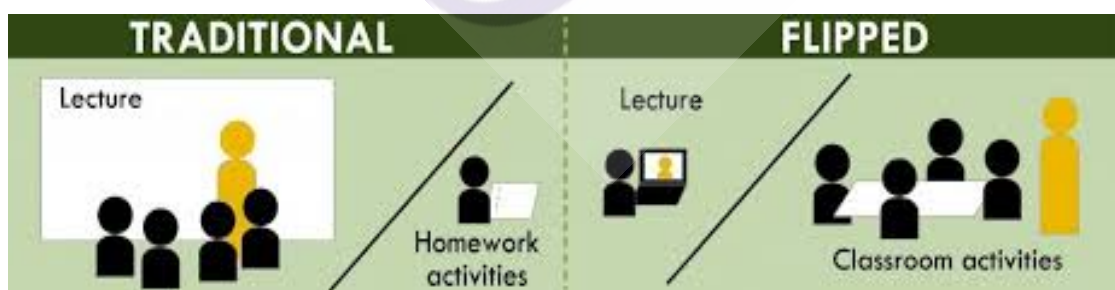 TRADITIONAL
Lecture
Homework
activities
FLIPPED
Lecture
Classroom activities